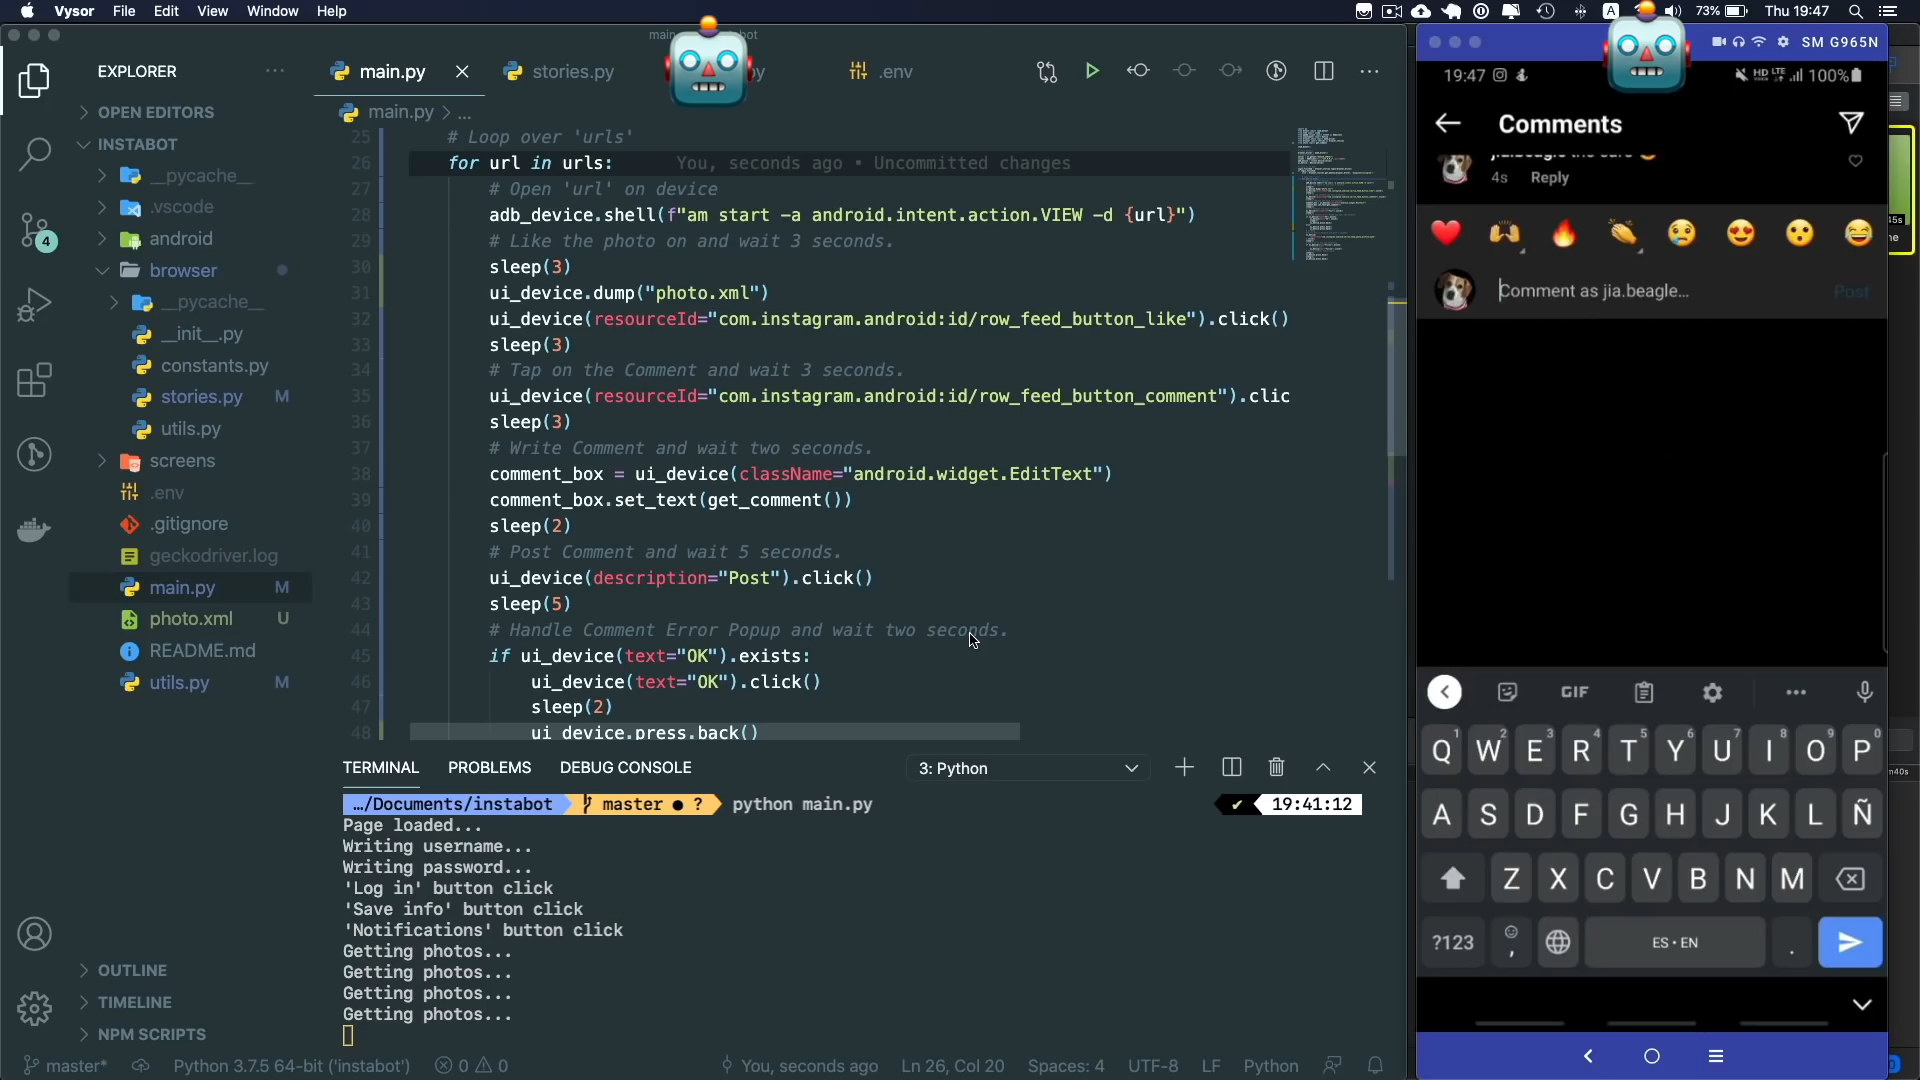 Vysor File Edit View Window Help
A 73% Thu 19:47
EXPLORER
OPEN EDITORS
INSTABOT
__pycache__
.vscode
android
browser
__pycache__
__init__.py
constants.py
stories.py M
utils.py
screens
.env
.gitignore
geckodriver.log
main.py M
photo.xml U
README.md
utils.py M
OUTLINE
TIMELINE
NPM SCRIPTS
4
main.py
stories.py
.env
main.py > ...
25 # Loop over 'urls'
26 for url in urls: You, seconds ago • Uncommitted changes
27 # Open 'url' on device
28 adb_device.shell(f"am start -a android.intent.action.VIEW -d {url}")
29 # Like the photo on and wait 3 seconds.
30 sleep(3)
31 ui_device.dump("photo.xml")
32 ui_device(resourceId="com.instagram.android:id/row_feed_button_like").click()
33 sleep(3)
34 # Tap on the Comment and wait 3 seconds.
35 ui_device(resourceId="com.instagram.android:id/row_feed_button_comment").clic
36 sleep(3)
37 # Write Comment and wait two seconds.
38 comment_box = ui_device(className="android.widget.EditText")
39 comment_box.set_text(get_comment())
40 sleep(2)
41 # Post Comment and wait 5 seconds.
42 ui_device(description="Post").click()
43 sleep(5)
44 # Handle Comment Error Popup and wait two seconds.
45 if ui_device(text="OK").exists:
46 ui_device(text="OK").click()
47 sleep(2)
48 ui_device.press.back()
TERMINAL PROBLEMS DEBUG CONSOLE 3: Python
…/Documents/instabot master ● ? python main.py ✔ 19:41:12
Page loaded...
Writing username...
Writing password...
'Log in' button click
'Save info' button click
'Notifications' button click
Getting photos...
Getting photos...
Getting photos...
Getting photos...
master* Python 3.7.5 64-bit ('instabot') 0 0 You, seconds ago Ln 26, Col 20 Spaces: 4 UTF-8 LF Python
SM G965N
19:47 HD LTE 100%
Comments
4s Reply
Comment as jia.beagle...
Post
GIF
Q1 W2 E3 R4 T5 Y6 U7 I8 O9 P0
A S D F G H J K L Ñ
Z X C V B N M
?123 , ES • EN .